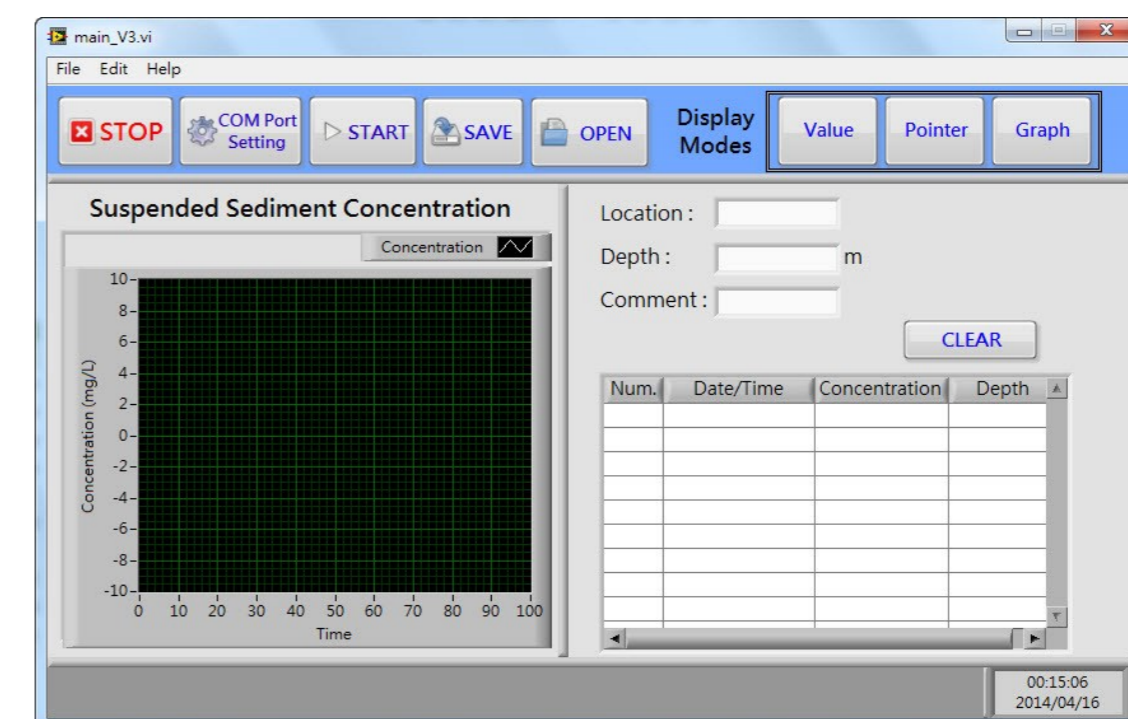 main_V3.vi
File Edit Help
STOP
COM Port
Setting
START
SAVE
OPEN
Display
Modes
Value
Pointer
Graph
Suspended Sediment Concentration
Concentration
10
8
6
4
2
0
-2
-4
-6
-8
-10
Concentration (mg/L)
0 10 20 30 40 50 60 70 80 90 100
Time
Location :
Depth : m
Comment :
CLEAR
Num. Date/Time Concentration Depth
00:15:06
2014/04/16